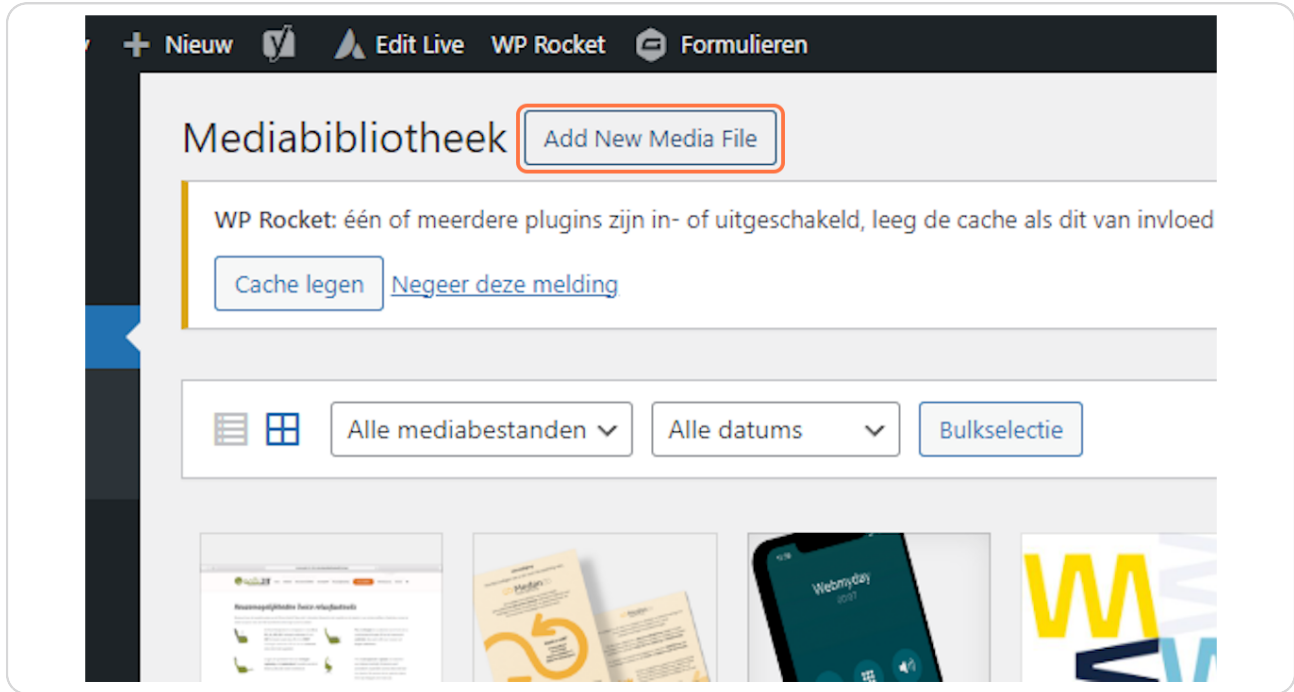 Nieuw Edit Live WP Rocket Formulieren
Mediabibliotheek Add New Media File
WP Rocket: één of meerdere plugins zijn in- of uitgeschakeld, leeg de cache als dit van invloed
Cache legen Negeer deze melding
Alle mediabestanden Alle datums Bulkselectie
Webmyday